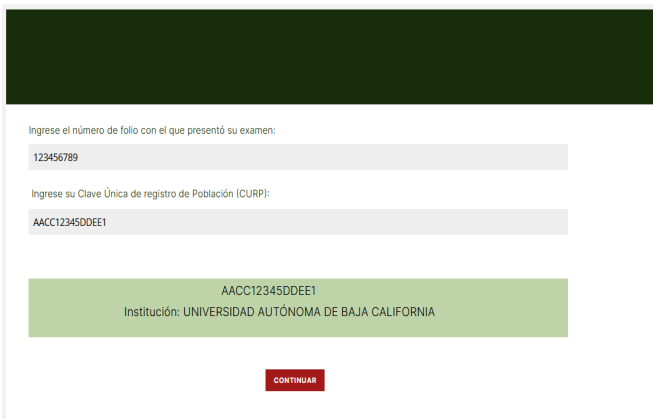 Ingrese el número de folio con el que presentó su examen:
123456789
Ingrese su Clave Única de registro de Población (CURP):
AACC12345DDEE1
AACC12345DDEE1
Institución: UNIVERSIDAD AUTÓNOMA DE BAJA CALIFORNIA
CONTINUAR